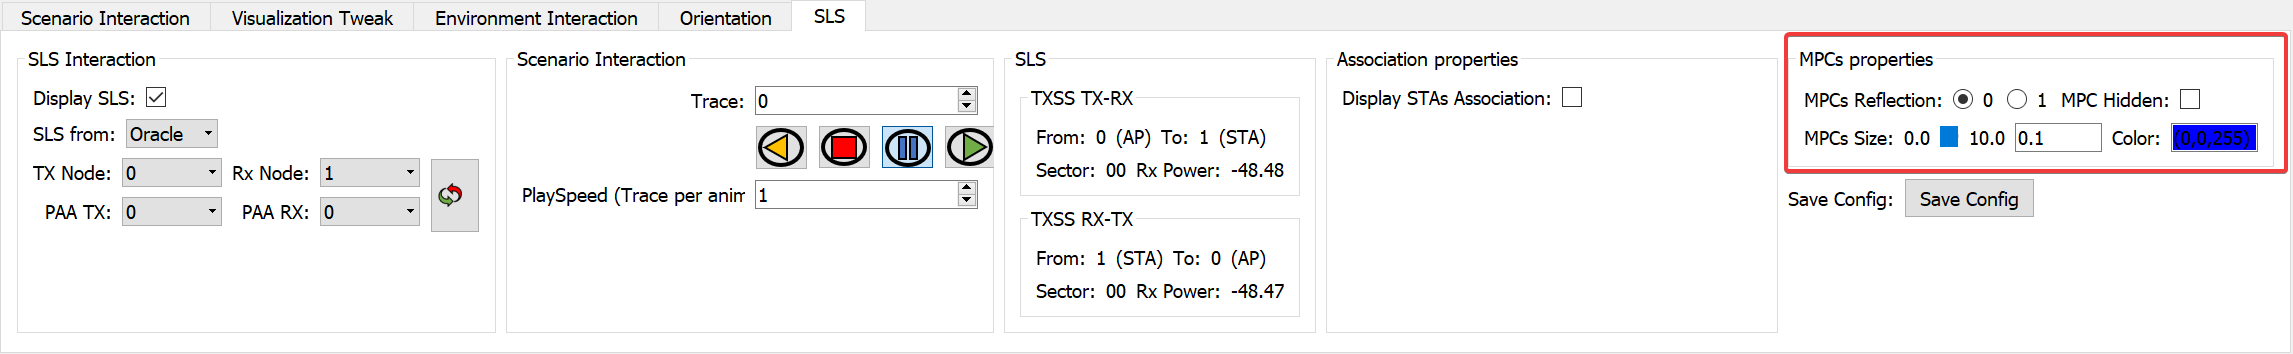 Scenario Interaction Visualization Tweak Environment Interaction Orientation SLS
SLS Interaction
Display SLS:
SLS from: Oracle
TX Node: 0 Rx Node: 1
PAA TX: 0 PAA RX: 0
Scenario Interaction
Trace: 0
PlaySpeed (Trace per anim 1
SLS
TXSS TX-RX
From: 0 (AP) To: 1 (STA)
Sector: 00 Rx Power: -48.48
TXSS RX-TX
From: 1 (STA) To: 0 (AP)
Sector: 00 Rx Power: -48.47
Association properties
Display STAs Association:
MPCs properties
MPCs Reflection: 0 1 MPC Hidden:
MPCs Size: 0.0 10.0 0.1 Color: (0,0,255)
Save Config: Save Config